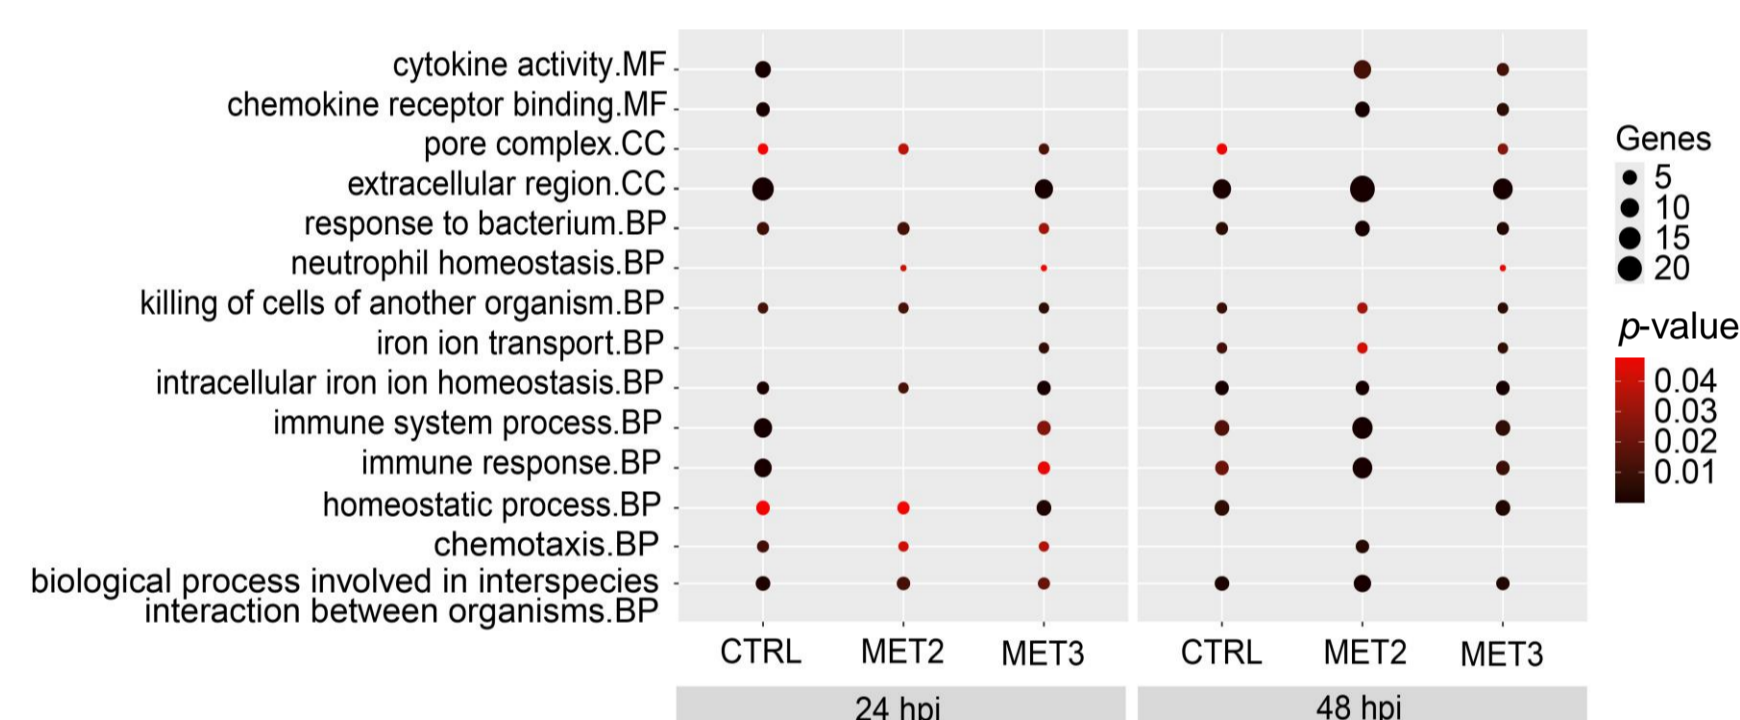 cytokine activity.MF
chemokine receptor binding.MF
pore complex.CC
extracellular region.CC
response to bacterium.BP
neutrophil homeostasis.BP
killing of cells of another organism.BP
iron ion transport.BP
intracellular iron ion homeostasis.BP
immune system process.BP
immune response.BP
homeostatic process.BP
chemotaxis.BP
biological process involved in interspecies
interaction between organisms.BP
CTRL MET2 MET3 CTRL MET2 MET3
24 hpi 48 hpi
Genes
5
10
15
20
p-value
0.04
0.03
0.02
0.01